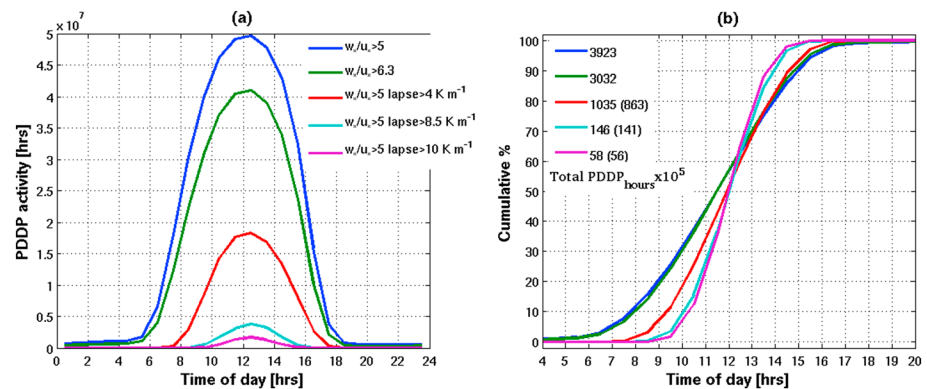 (a)
x 10^7
5
4.5
4
3.5
3
2.5
2
1.5
1
0.5
0
PDDP activity [hrs]
w*/u*>5
w*/u*>6.3
w*/u*>5 lapse>4 K m^-1
w*/u*>5 lapse>8.5 K m^-1
w*/u*>5 lapse>10 K m^-1
0 2 4 6 8 10 12 14 16 18 20 22 24
Time of day [hrs]
(b)
100
90
80
70
60
50
40
30
20
10
0
Cumulative %
3923
3032
1035 (863)
146 (141)
58 (56)
Total PDDP_hours x10^5
4 5 6 7 8 9 10 11 12 13 14 15 16 17 18 19 20
Time of day [hrs]